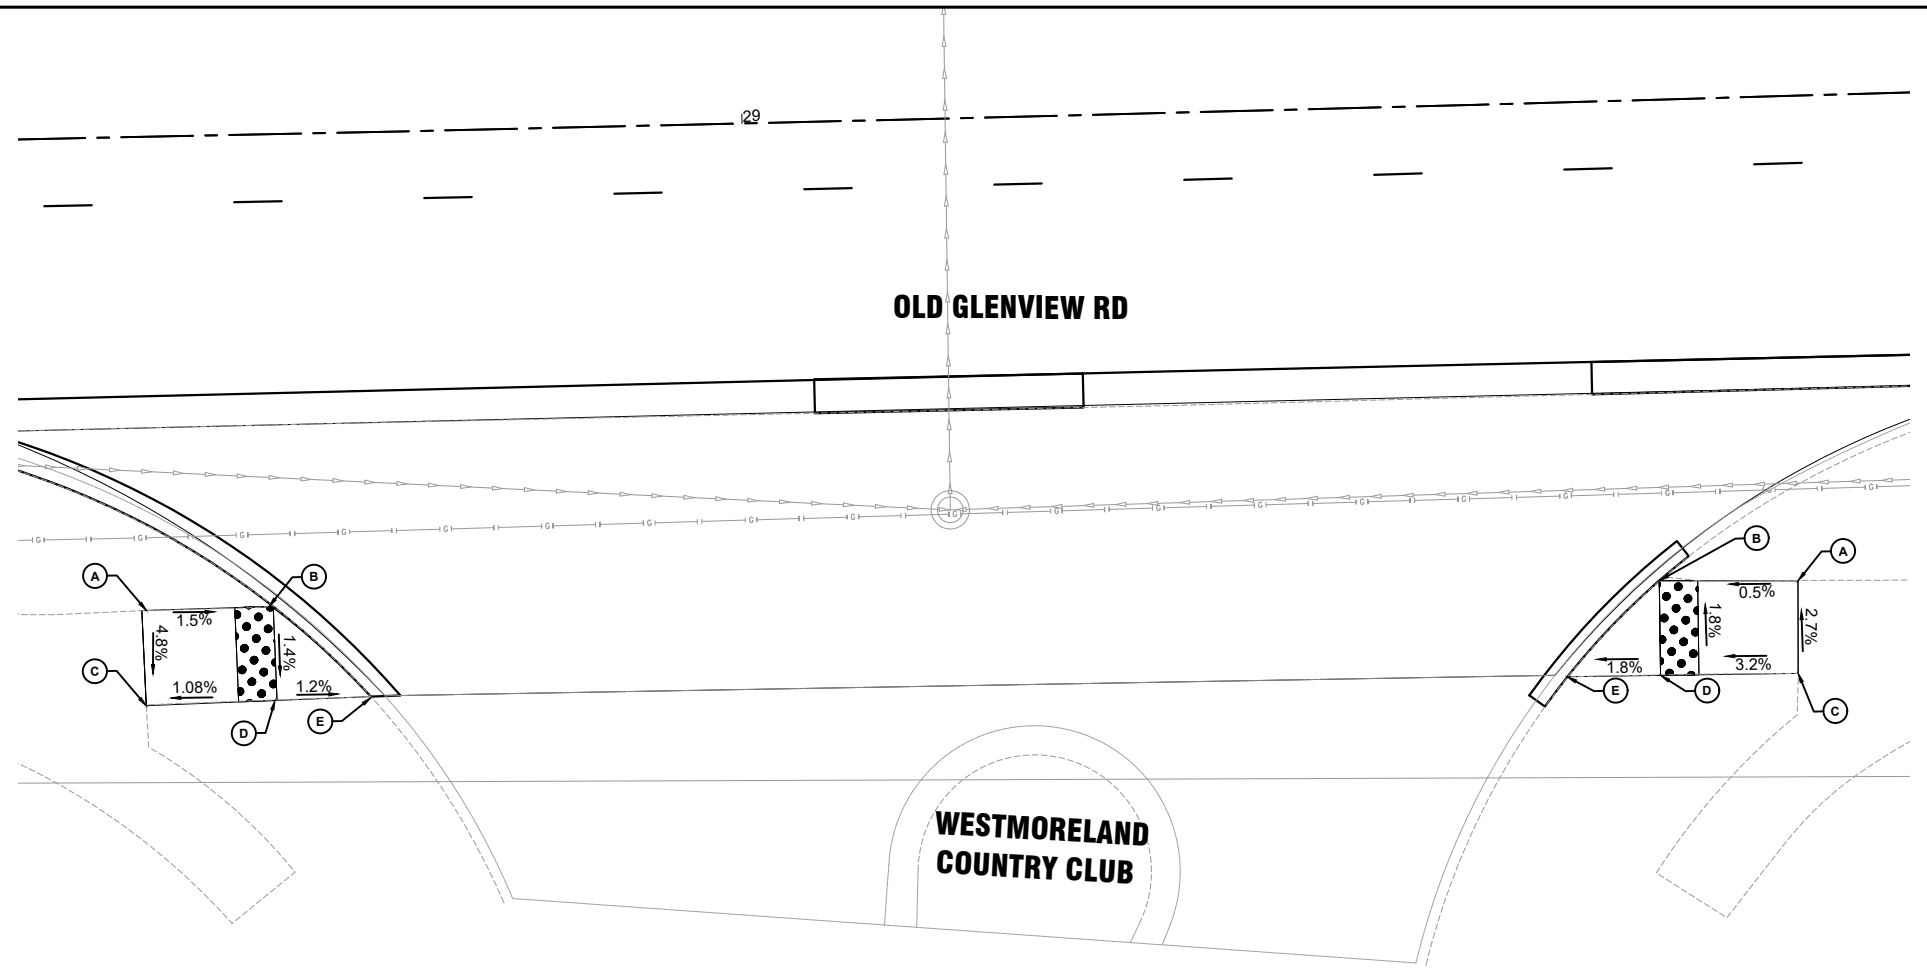 29
OLD GLENVIEW RD
G G G G G G G G G G G G G G G G G G G
B
A
A
B
0.5%
1.5%
4.8%
1.4%
1.8%
2.7%
C
1.08%
1.2%
1.8%
3.2%
D
E
E
D
C
WESTMORELAND
COUNTRY CLUB